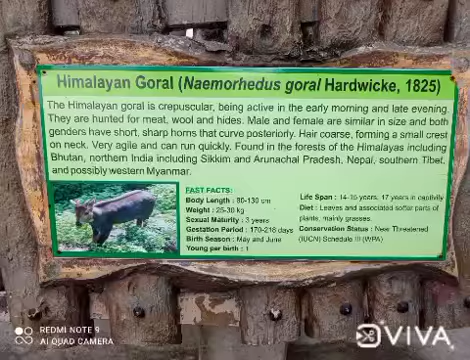 Himalayan Goral (Naemorhedus goral Hardwicke, 1825)
The Himalayan goral is crepuscular, being active in the early morning and late evening.
They are hunted for meat, wool and hides. Male and female are similar in size and both
genders have short, sharp horns that curve posteriorly. Hair coarse, forming a small crest
on neck. Very agile and can run quickly. Found in the forests of the Himalayas including
Bhutan, northern India including Sikkim and Arunachal Pradesh, Nepal, southern Tibet,
and possibly western Myanmar.
FAST FACTS:
Body Length : 80-130 cm
Weight : 25-30 kg
Sexual Maturity : 3 years
Gestation Period : 170-218 days
Birth Season : May and June
Young per birth : 1
Life Span : 14-15 years, 17 years in captivity
Diet : Leaves and associated softer parts of
plants, mainly grasses.
Conservation Status : Near Threatened
(IUCN) Schedule III (WPA)
REDMI NOTE 9
AI QUAD CAMERA
VIVA